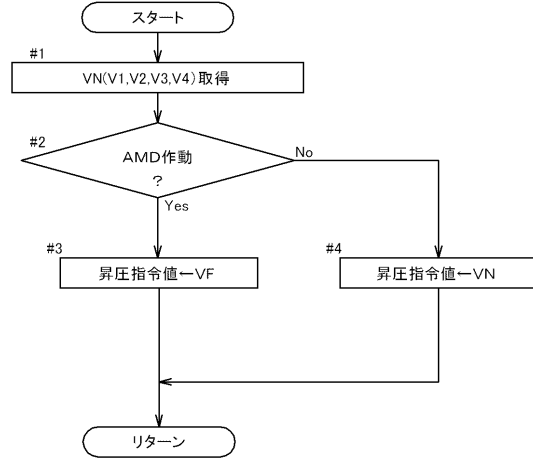 スタート
#1
VN(V1,V2,V3,V4)取得
#2
AMD作動
?
No
Yes
#3
昇圧指令値←VF
#4
昇圧指令値←VN
リターン